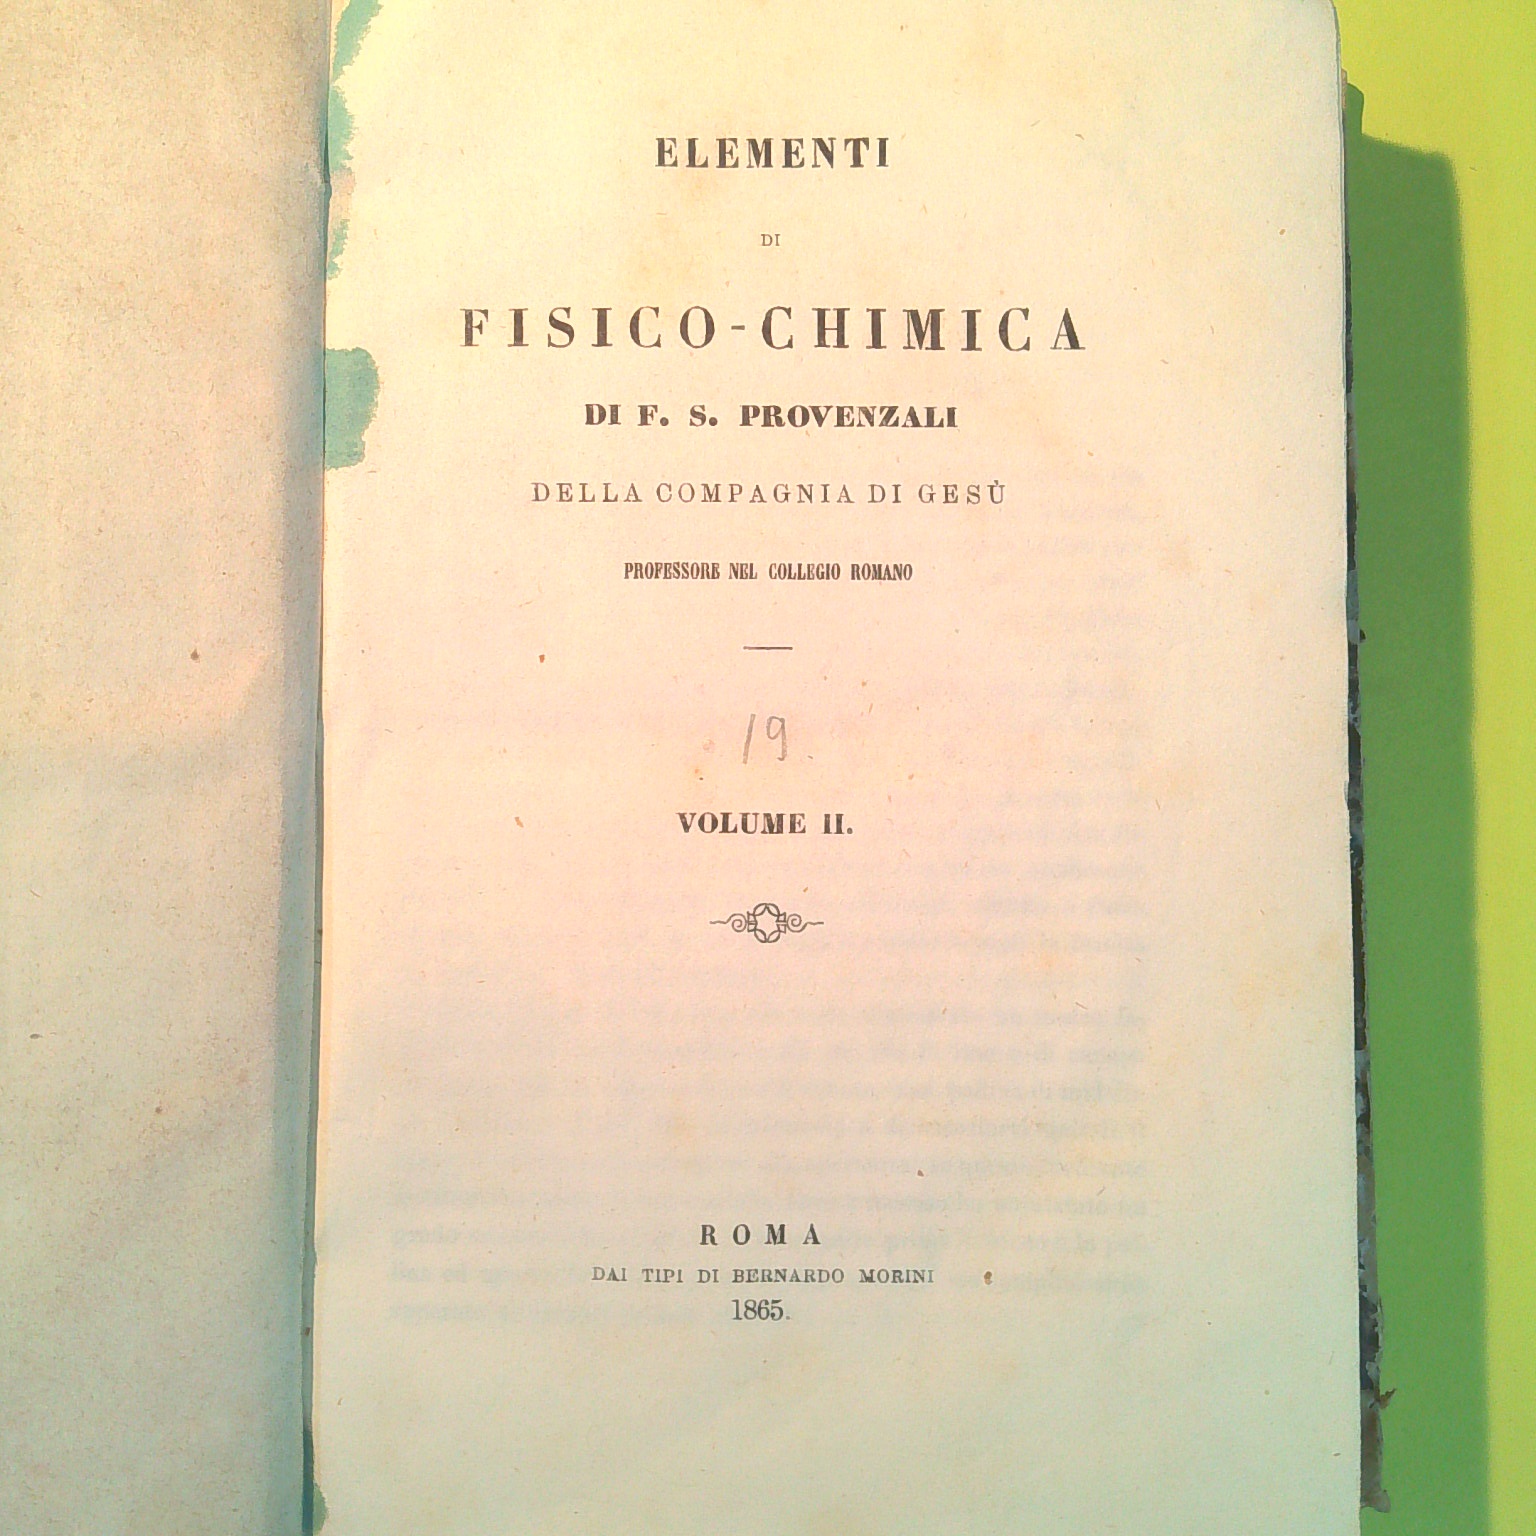 ELEMENTI
DI
FISICO-CHIMICA
DI F. S. PROVENZALI
DELLA COMPAGNIA DI GESÙ
PROFESSORE NEL COLLEGIO ROMANO
19
VOLUME II.
ROMA
DAI TIPI DI BERNARDO MORINI
1865.